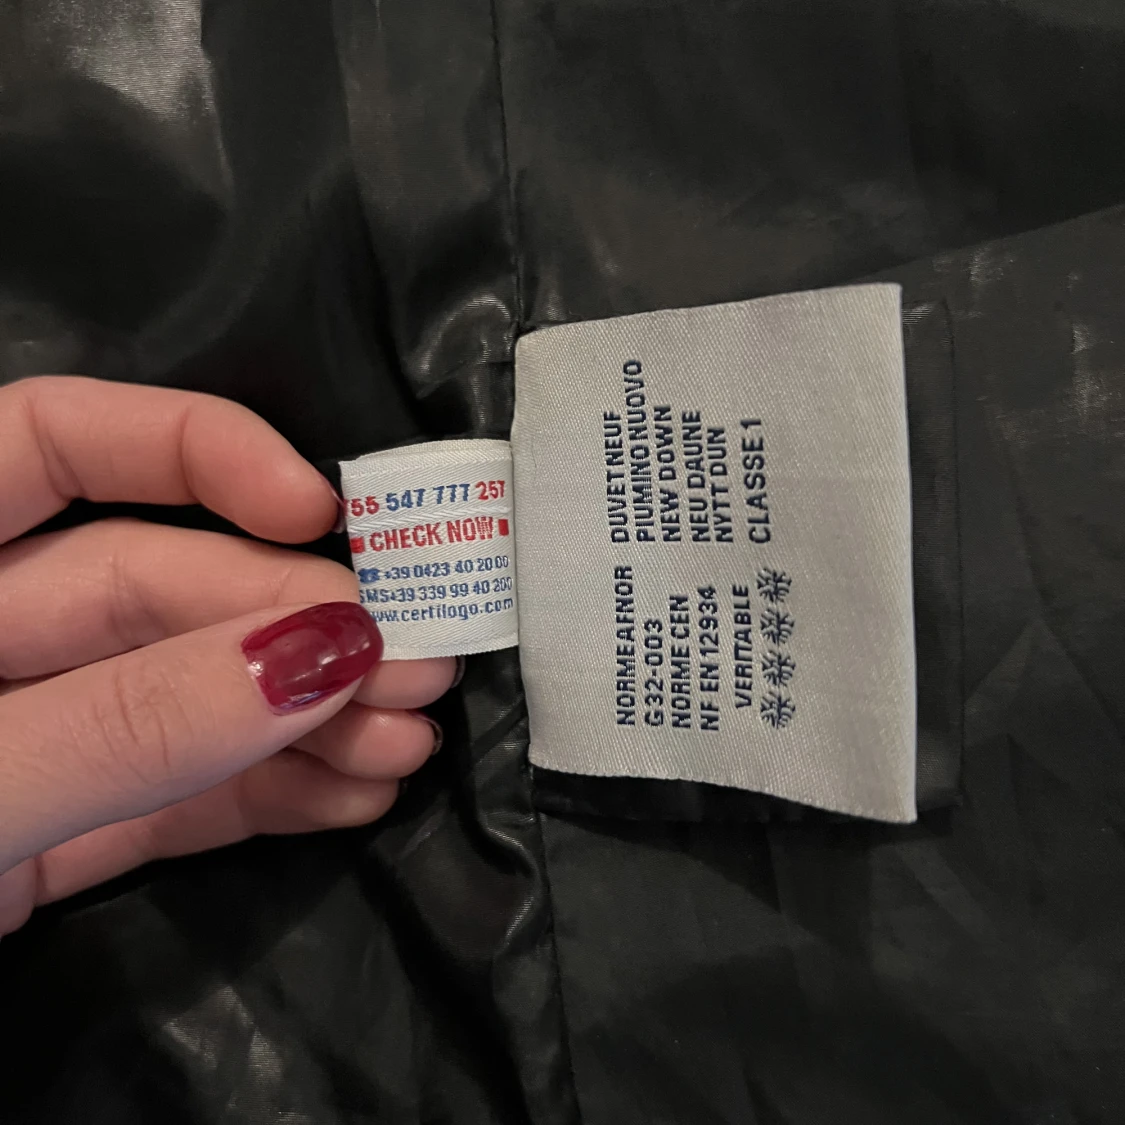 755 547 777 257
CHECK NOW
+39 0423 40 20 00
SMS+39 339 99 40 200
www.certilogo.com
NORME AFNOR DUVET NEUF
G 32-003 PIUMINO NUOVO
NORME CEN NEW DOWN
NF EN 12934 NEU DAUNE
NYTT DUN
VERITABLE CLASSE 1